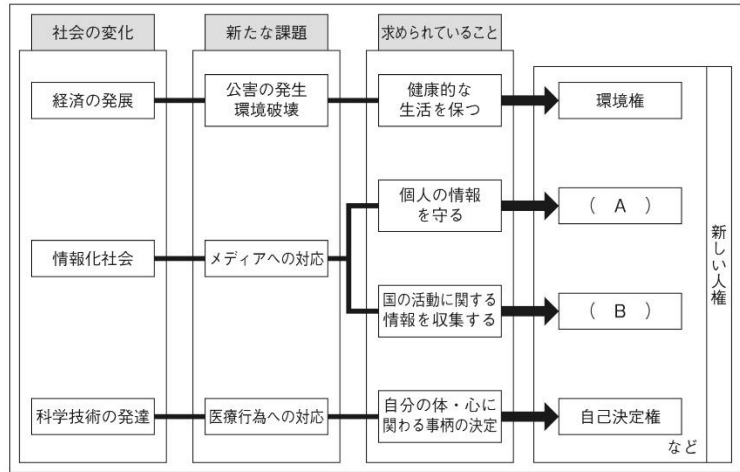 社会の変化
新たな課題
求められていること
経済の発展
公害の発生
環境破壊
健康的な
生活を保つ
環境権
個人の情報
を守る
( A )
情報化社会
メディアへの対応
国の活動に関する
情報を収集する
( B )
科学技術の発達
医療行為への対応
自分の体・心に
関わる事柄の決定
自己決定権
など
新しい人権